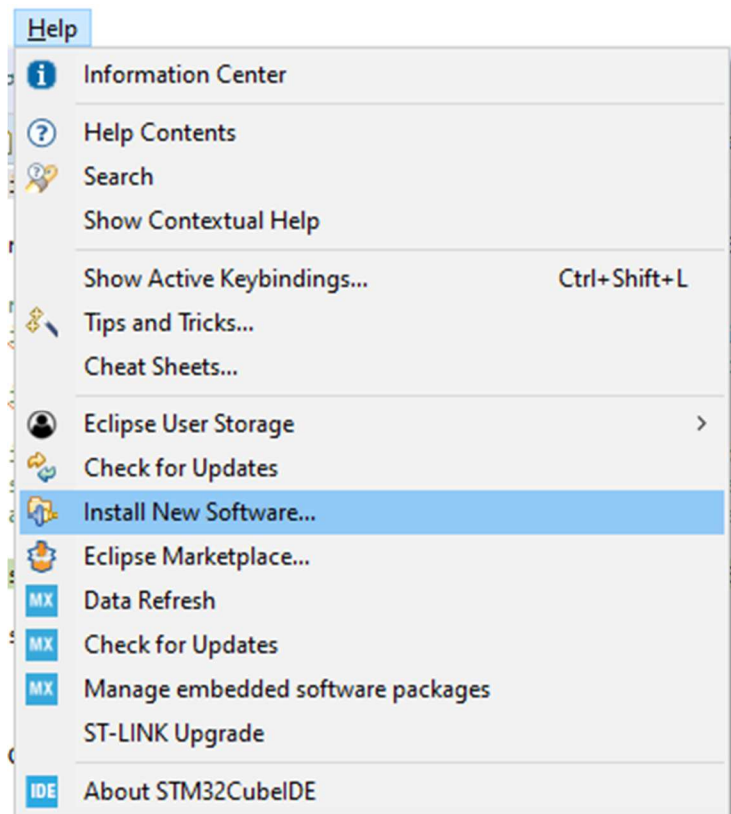 Help
Information Center
Help Contents
Search
Show Contextual Help
Show Active Keybindings... Ctrl+Shift+L
Tips and Tricks...
Cheat Sheets...
Eclipse User Storage
Check for Updates
Install New Software...
Eclipse Marketplace...
MX Data Refresh
MX Check for Updates
MX Manage embedded software packages
ST-LINK Upgrade
IDE About STM32CubeIDE